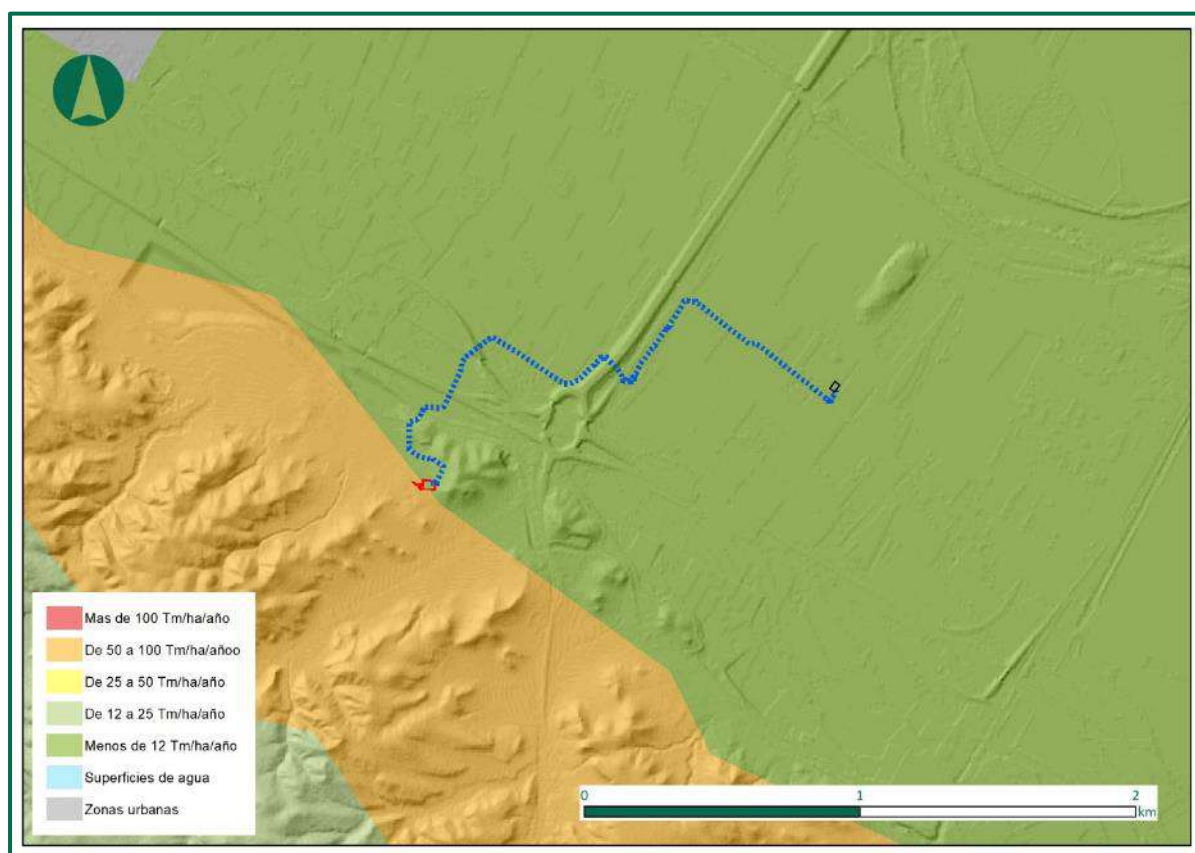 Mas de 100 Tm/ha/año
De 50 a 100 Tm/ha/añoo
De 25 a 50 Tm/ha/año
De 12 a 25 Tm/ha/año
Menos de 12 Tm/ha/año
Superficies de agua
Zonas urbanas
0 1 2
km